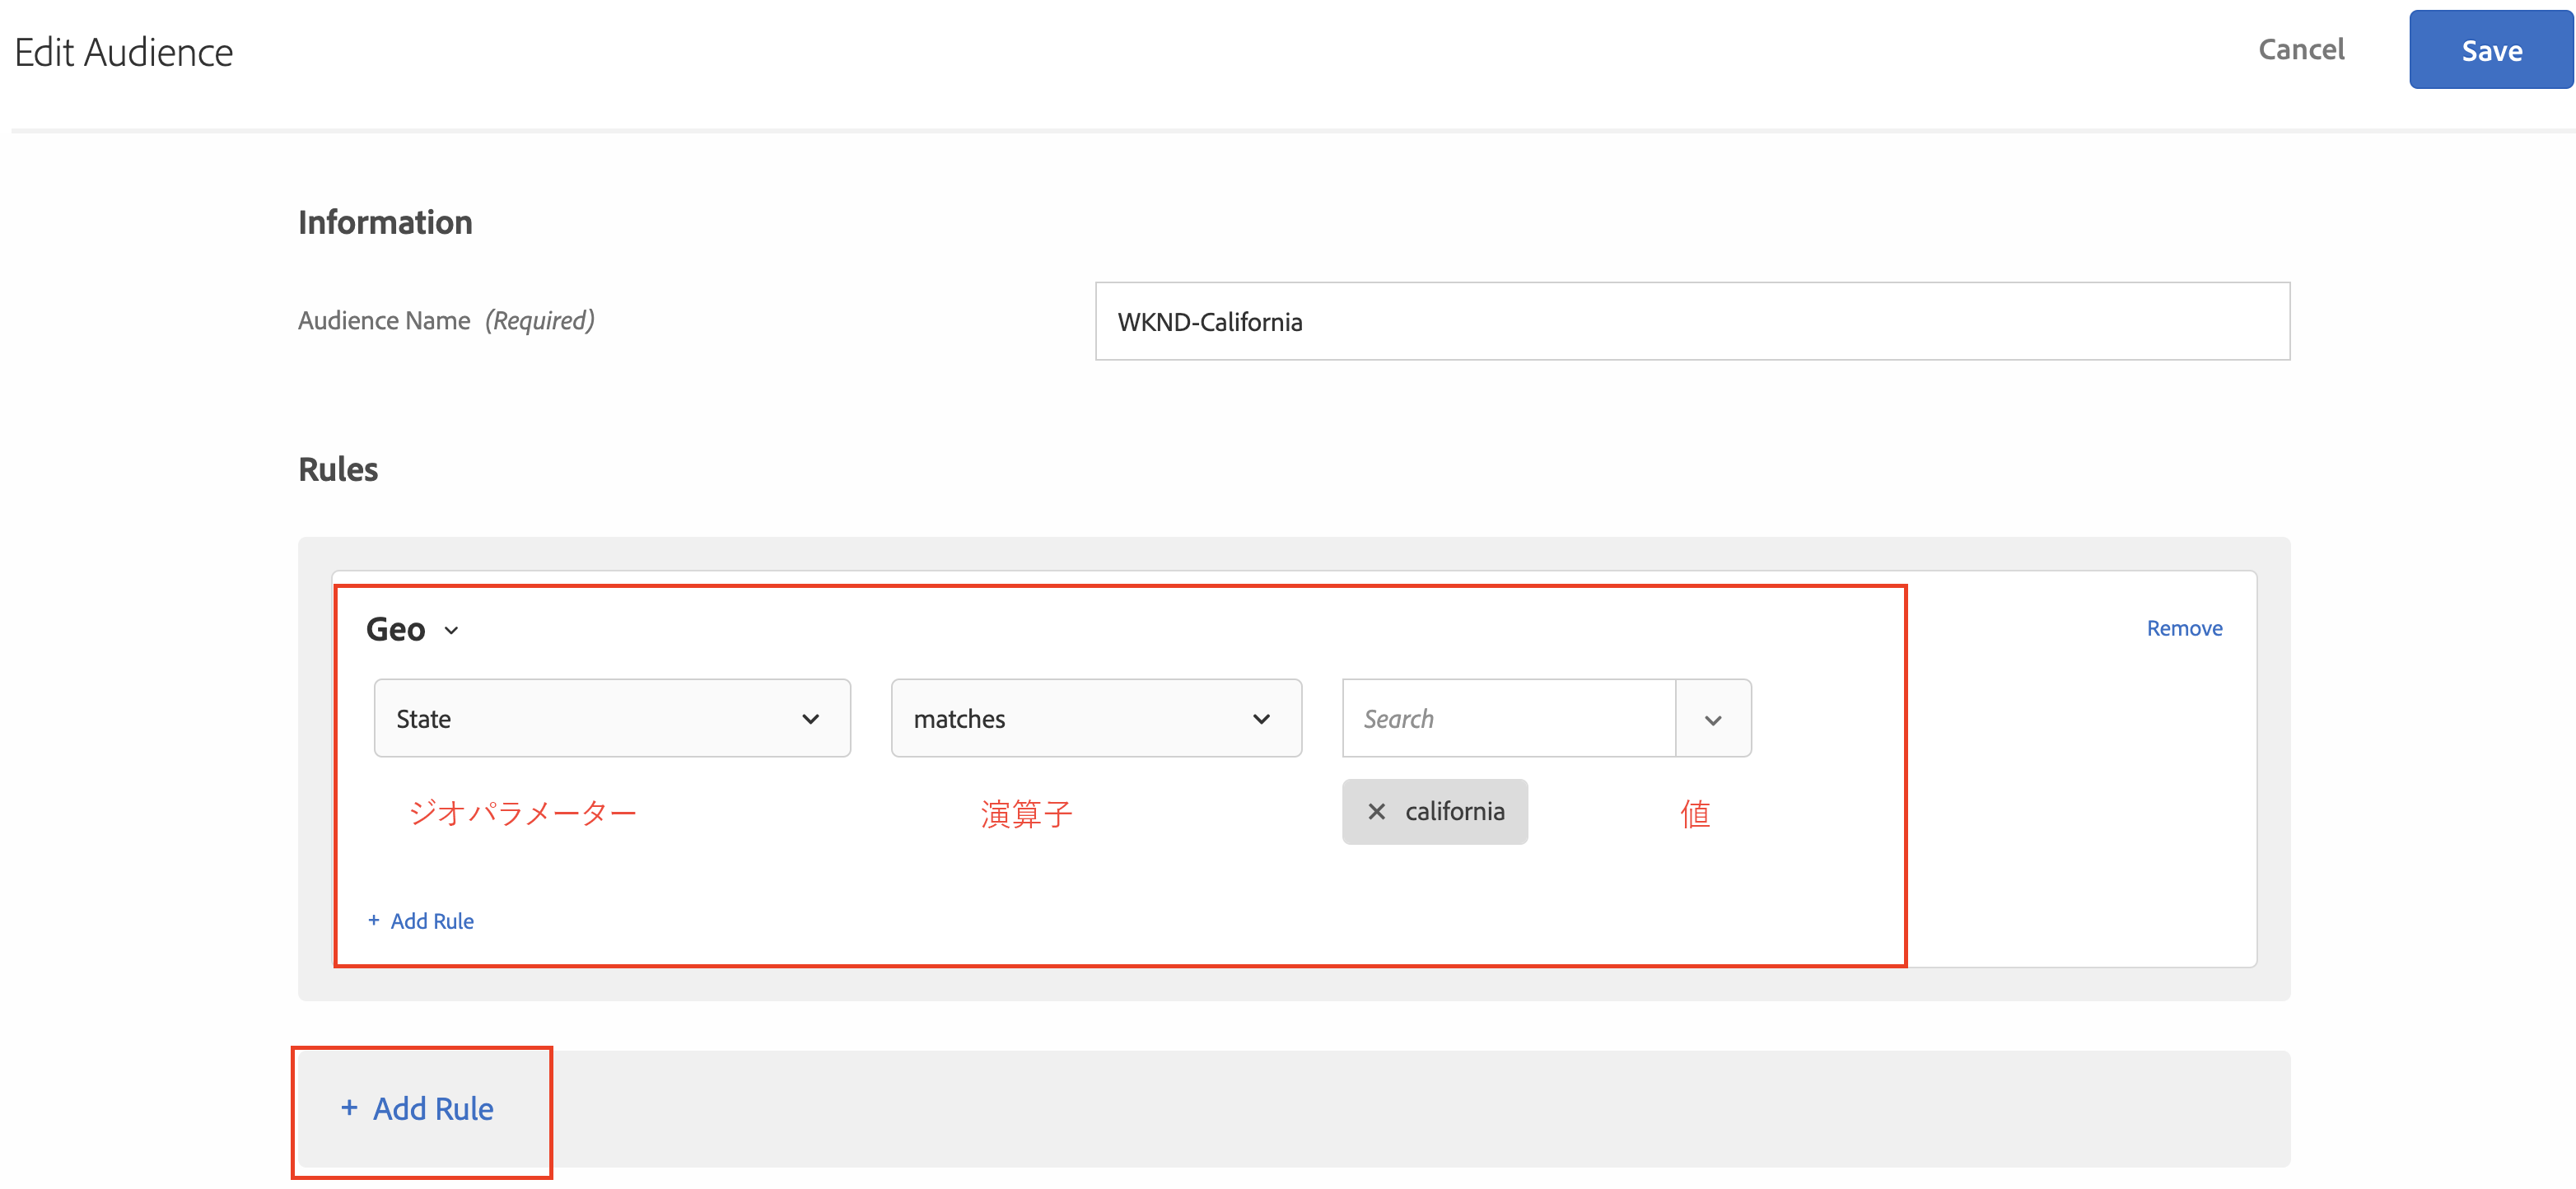 Edit Audience
Cancel
Save
Information
Audience Name (Required)
WKND-California
Rules
Geo
Remove
State
matches
Search
ジオパラメーター
演算子
× california
値
+ Add Rule
+ Add Rule